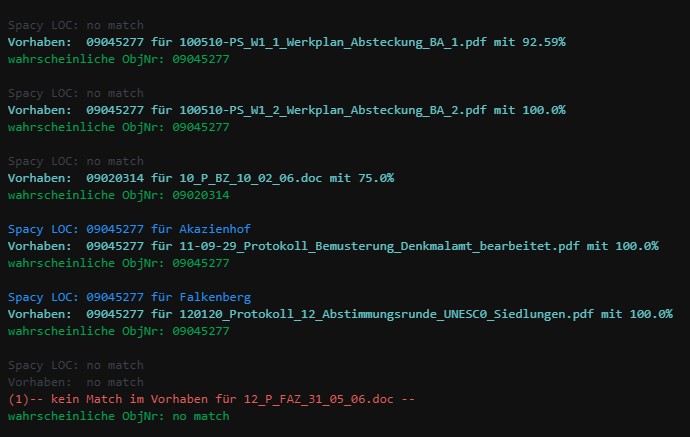 Spacy LOC: no match
Vorhaben:  09045277 für 100510-PS_W1_1_Werkplan_Absteckung_BA_1.pdf mit 92.59%
wahrscheinliche ObjNr: 09045277
Spacy LOC: no match
Vorhaben:  09045277 für 100510-PS_W1_2_Werkplan_Absteckung_BA_2.pdf mit 100.0%
wahrscheinliche ObjNr: 09045277
Spacy LOC: no match
Vorhaben:  09020314 für 10_P_BZ_10_02_06.doc mit 75.0%
wahrscheinliche ObjNr: 09020314
Spacy LOC: 09045277 für Akazienhof
Vorhaben:  09045277 für 11-09-29_Protokoll_Bemusterung_Denkmalamt_bearbeitet.pdf mit 100.0%
wahrscheinliche ObjNr: 09045277
Spacy LOC: 09045277 für Falkenberg
Vorhaben:  09045277 für 120120_Protokoll_12_Abstimmungsrunde_UNESCO_Siedlungen.pdf mit 100.0%
wahrscheinliche ObjNr: 09045277
Spacy LOC: no match
Vorhaben:  no match
(1)-- kein Match im Vorhaben für 12_P_FAZ_31_05_06.doc --
wahrscheinliche ObjNr: no match